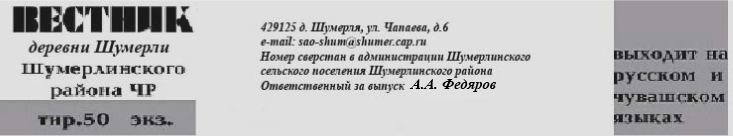 ВЕСТНИК
деревни Шумерли
Шумерлинского
района ЧР
тир.50 экз.
429125 д. Шумерля, ул. Чапаева, д.6
e-mail: sao-shum@shumer.cap.ru
Номер сверстан в администрации Шумерлинского
сельского поселения Шумерлинского района
Ответственный за выпуск А.А. Федяров
выходит на
русском и
чувашском
языках